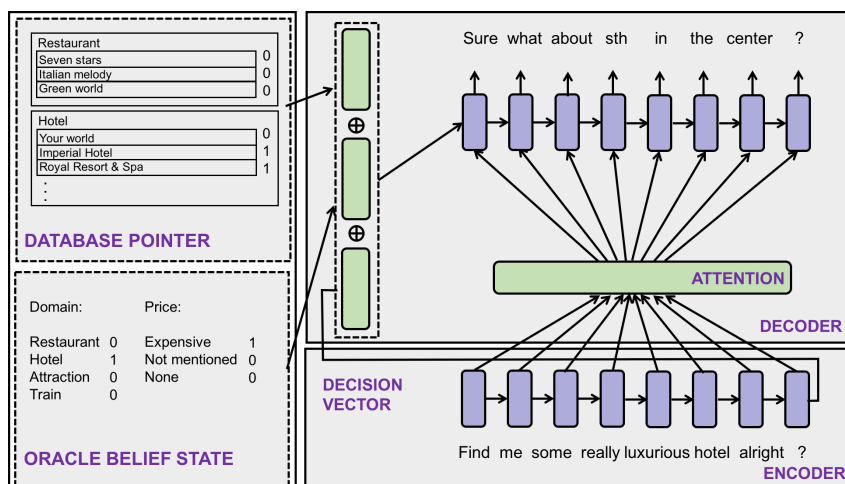 Restaurant
Seven stars 0
Italian melody 0
Green world 0
Hotel
Your world 0
Imperial Hotel 1
Royal Resort & Spa 1
DATABASE POINTER
Domain: Price:
Restaurant 0 Expensive 1
Hotel 1 Not mentioned 0
Attraction 0 None 0
Train 0
ORACLE BELIEF STATE
Sure what about sth in the center ?
ATTENTION
DECODER
DECISION
VECTOR
Find me some really luxurious hotel alright ?
ENCODER